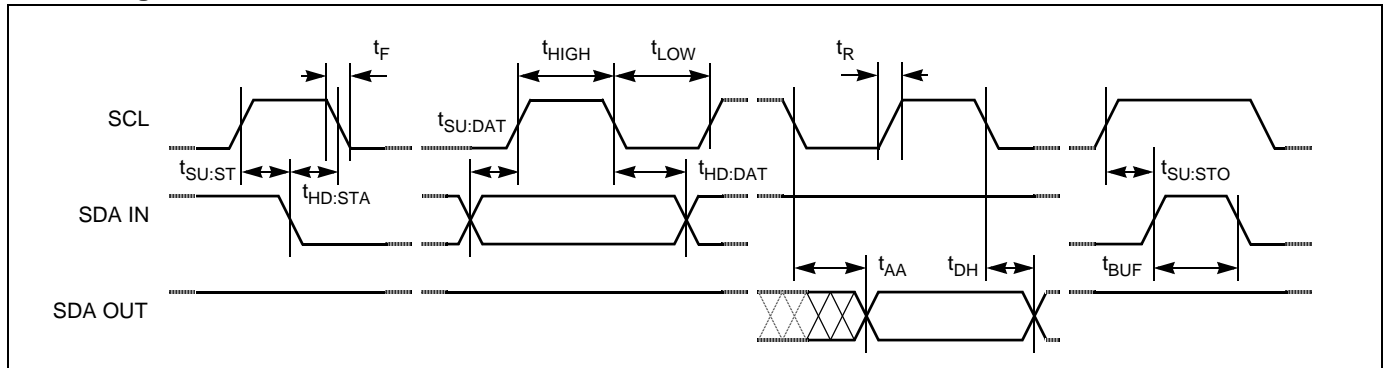 tF
tHIGH
tLOW
tR
SCL
tSU:DAT
tSU:ST
tHD:STA
tHD:DAT
tSU:STO
SDA IN
tAA
tDH
tBUF
SDA OUT